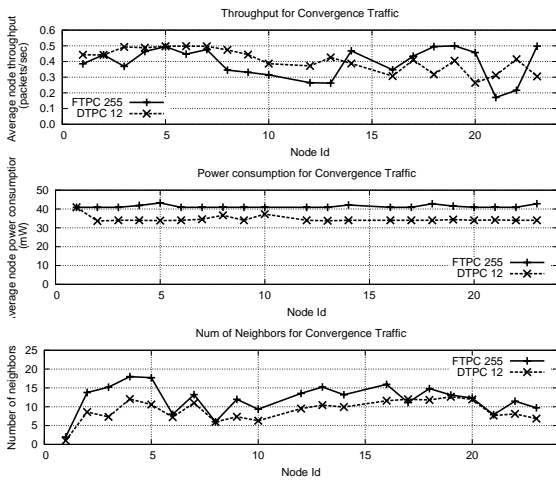 Throughput for Convergence Traffic
Average node throughput
(packets/sec)
0.6
0.5
0.4
0.3
0.2
0.1
0.0
FTPC 255
DTPC 12
0 5 10 15 20
Node Id
Power consumption for Convergence Traffic
node power consumption
(mW)
50
40
30
20
10
0
FTPC 255
DTPC 12
0 5 10 15 20
Node Id
Num of Neighbors for Convergence Traffic
Number of neighbors
25
20
15
10
5
0
FTPC 255
DTPC 12
0 5 10 15 20
Node Id